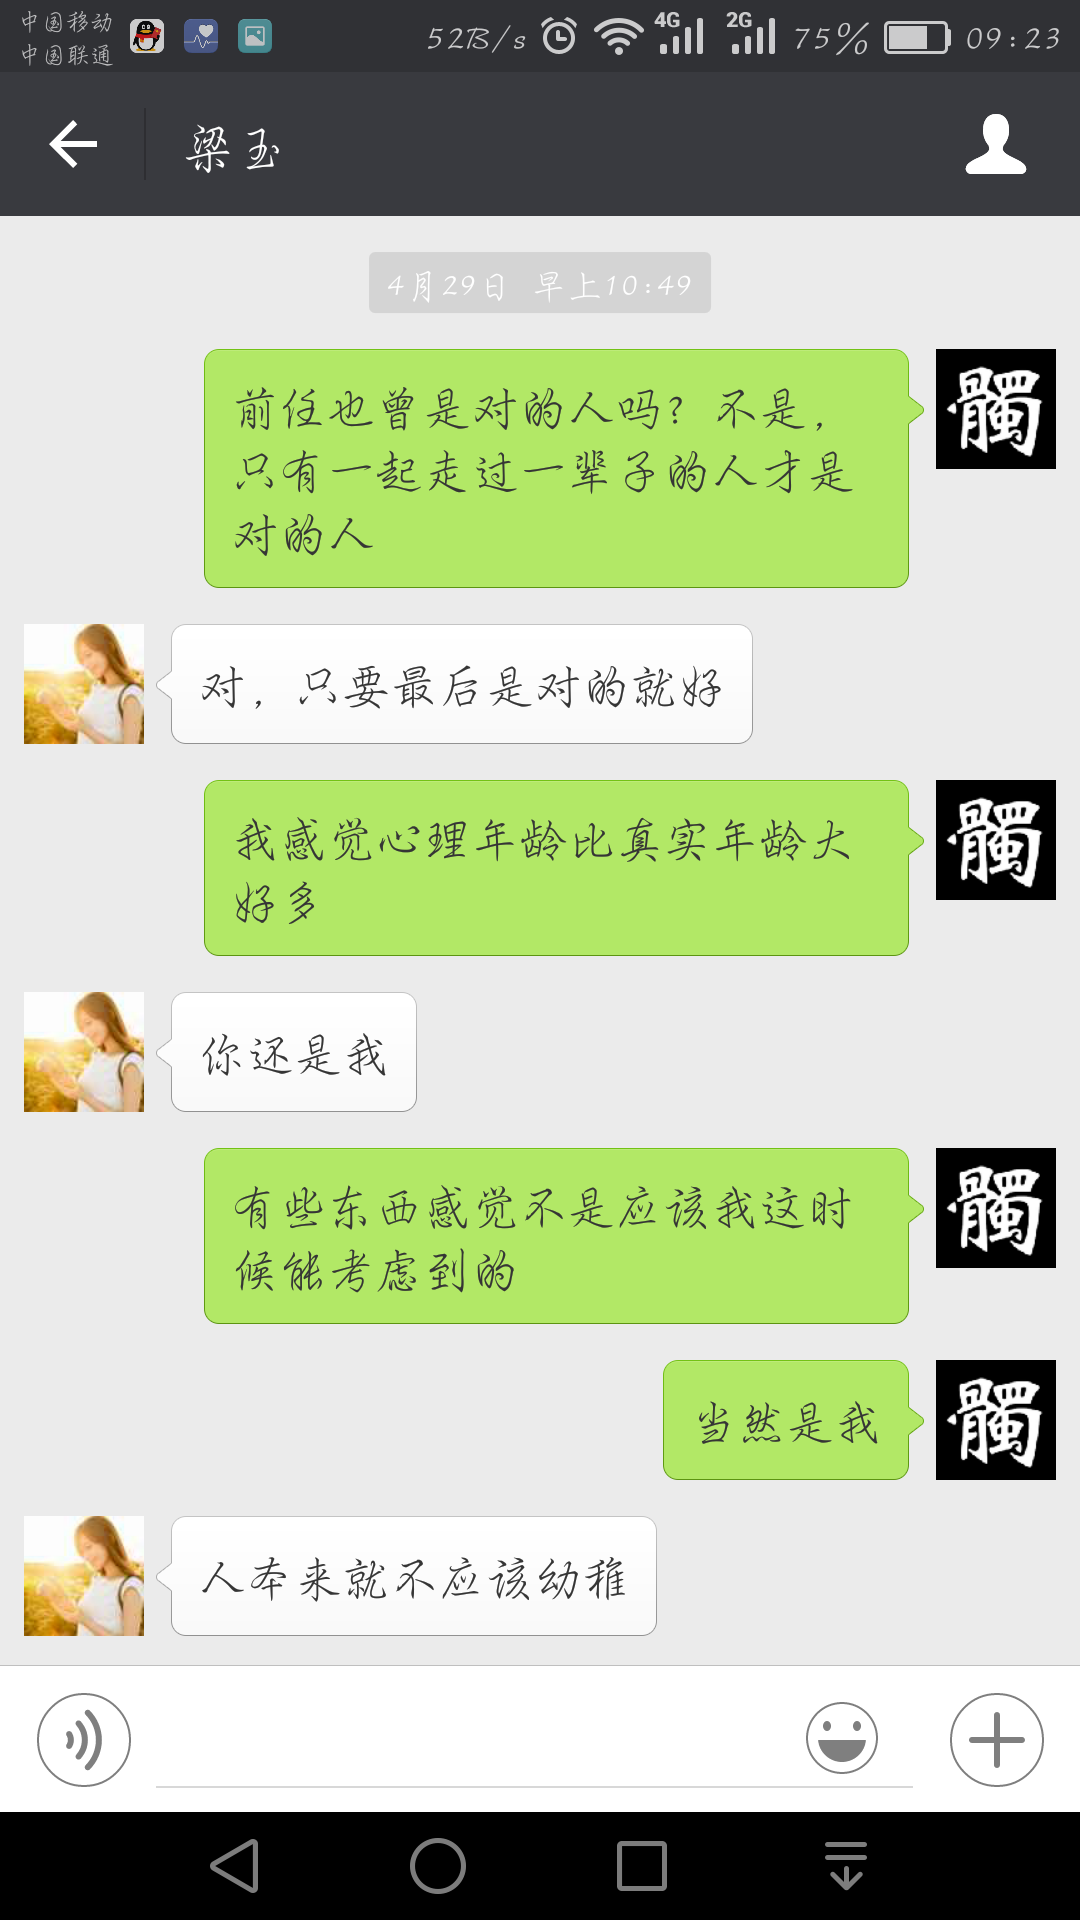 中国移动
中国联通
52B/s
4G
2G
75%
09:23
梁玉
4月29日 早上10:49
前任也曾是对的人吗？不是，
只有一起走过一辈子的人才是
对的人
髑
对，只要最后是对的就好
我感觉心理年龄比真实年龄大
好多
髑
你还是我
有些东西感觉不是应该我这时
候能考虑到的
髑
当然是我
髑
人本来就不应该幼稚